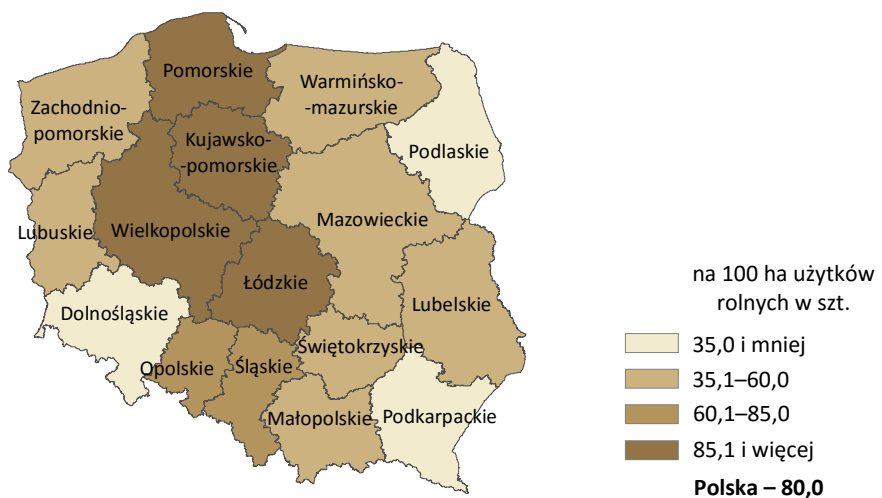 Pomorskie
Warmińsko-
-mazurskie
Zachodnio-
pomorskie
Kujawsko-
-pomorskie
Podlaskie
Mazowieckie
Lubuskie
Wielkopolskie
Łódzkie
Lubelskie
Dolnośląskie
Świętokrzyskie
Opolskie
Śląskie
Małopolskie
Podkarpackie
na 100 ha użytków
rolnych w szt.
35,0 i mniej
35,1–60,0
60,1–85,0
85,1 i więcej
Polska – 80,0